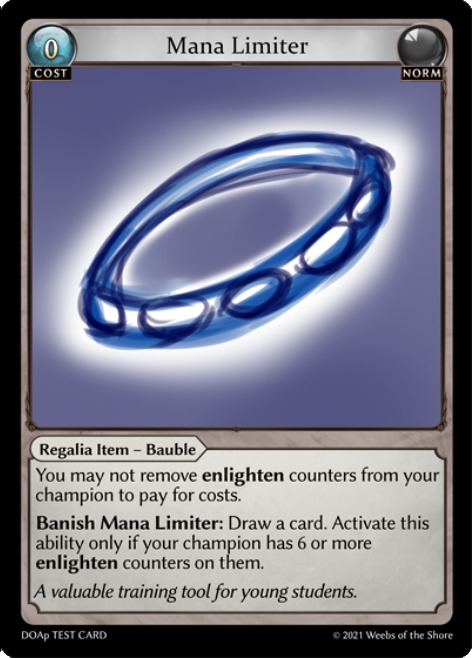 0
Mana Limiter
COST
NORM
Regalia Item – Bauble
You may not remove enlighten counters from your
champion to pay for costs.
Banish Mana Limiter: Draw a card. Activate this
ability only if your champion has 6 or more
enlighten counters on them.
A valuable training tool for young students.
DOAp TEST CARD
© 2021 Weebs of the Shore